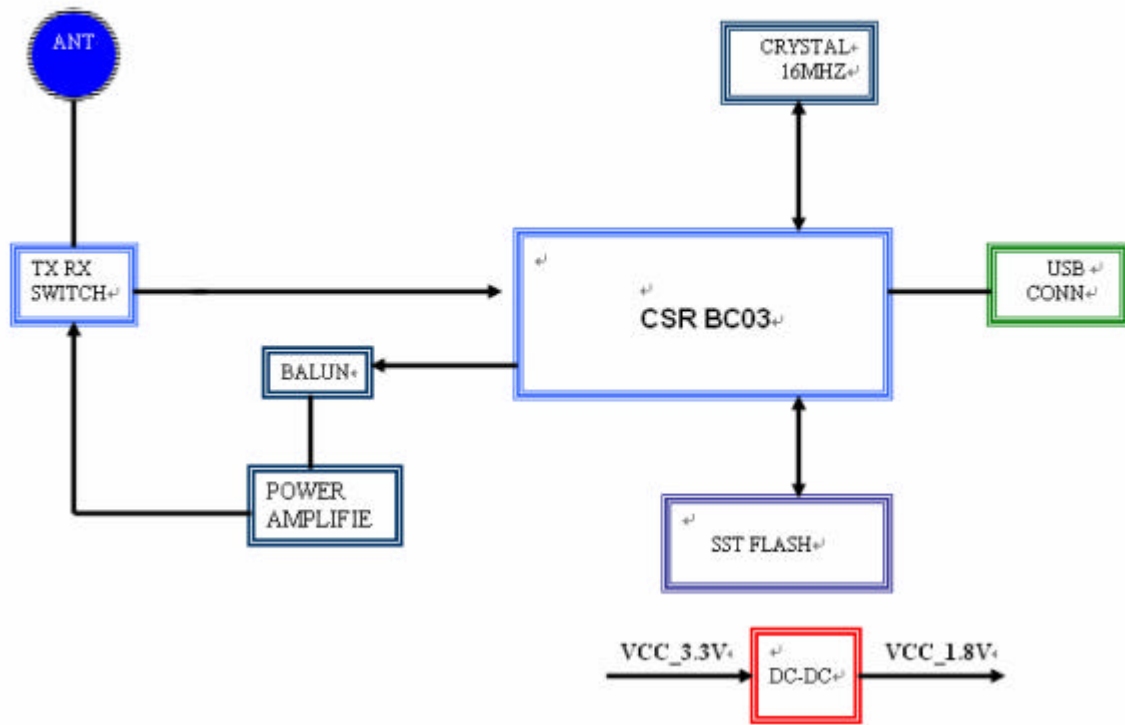 ANT
CRYSTAL
16MHZ
TX RX
SWITCH
CSR BC03
USB
CONN
BALUN
POWER
AMPLIFIE
SST FLASH
VCC_3.3V
DC-DC
VCC_1.8V